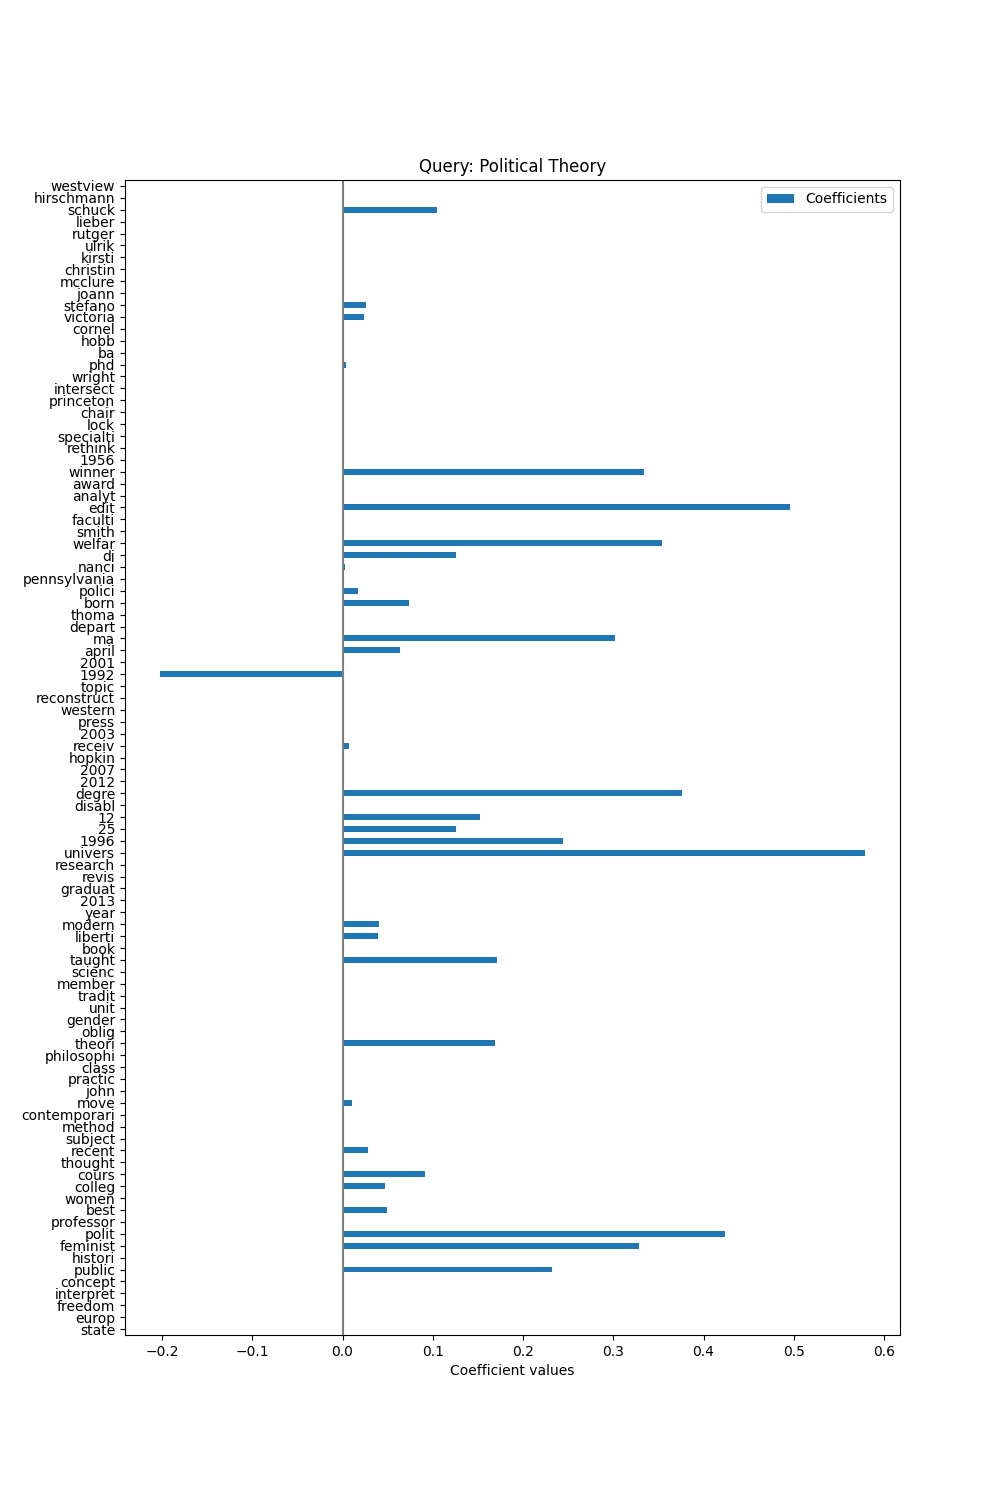 Query: Political Theory
Coefficients
westview
hirschmann
schuck
lieber
rutger
ulrik
kirsti
christin
mcclure
joann
stefano
victoria
cornel
hobb
ba
phd
wright
intersect
princeton
chair
lock
specialti
rethink
1956
winner
award
analyt
edit
faculti
smith
welfar
di
nanci
pennsylvania
polici
born
thoma
depart
ma
april
2001
1992
topic
reconstruct
western
press
2003
receiv
hopkin
2007
2012
degre
disabl
12
25
1996
univers
research
revis
graduat
2013
year
modern
liberti
book
taught
scienc
member
tradit
unit
gender
oblig
theori
philosophi
class
practic
john
move
contemporari
method
subject
recent
thought
cours
colleg
women
best
professor
polit
feminist
histori
public
concept
interpret
freedom
europ
state
−0.2 −0.1 0.0 0.1 0.2 0.3 0.4 0.5 0.6
Coefficient values